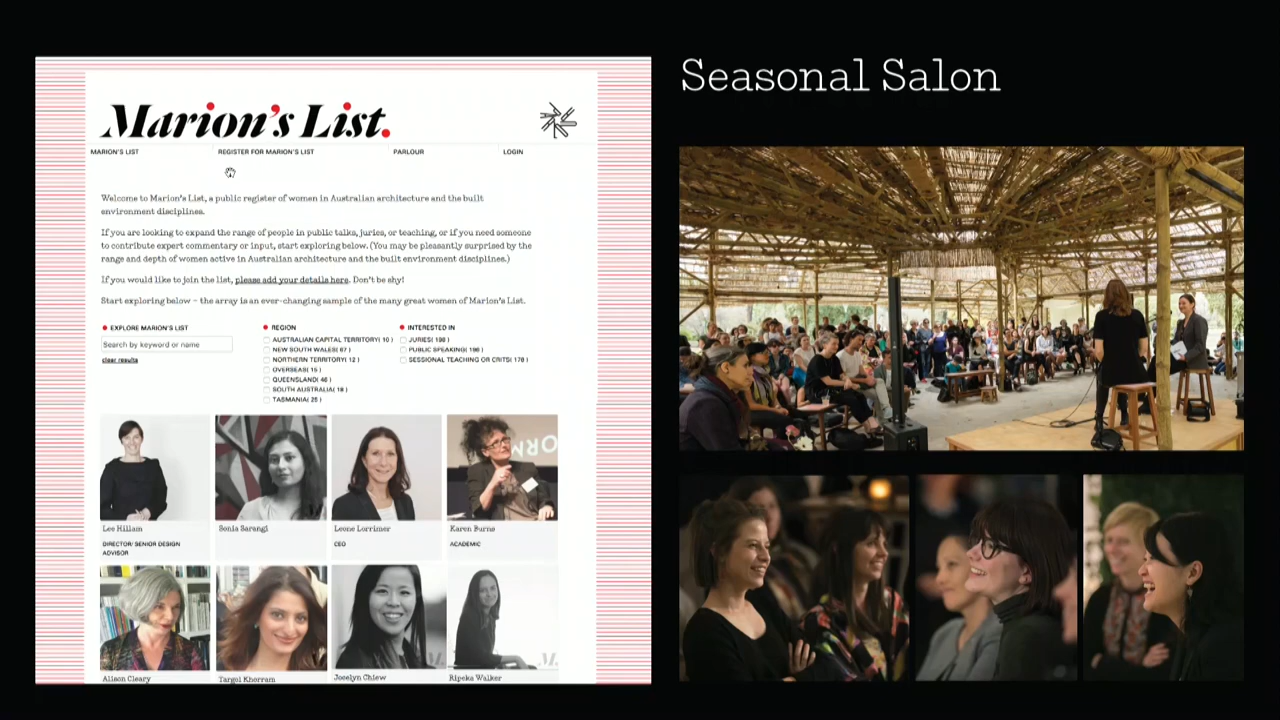 Seasonal Salon
Marion's List.
MARION'S LIST
REGISTER FOR MARION'S LIST
PARLOUR
LOGIN
Welcome to Marion's List, a public register of women in Australian architecture and the built
environment disciplines.
If you are looking to expand the range of people in public talks, juries, or teaching, or if you need someone
to contribute expert commentary or input, start exploring below. (You may be pleasantly surprised by the
range and depth of women active in Australian architecture and the built environment disciplines.)
If you would like to join the list, please add your details here. Don't be shy!
Start exploring below – the array is an ever-changing sample of the many great women of Marion's List.
EXPLORE MARION'S LIST
Search by keyword or name
clear results
REGION
AUSTRALIAN CAPITAL TERRITORY( 10 )
NEW SOUTH WALES( 67 )
NORTHERN TERRITORY( 12 )
OVERSEAS( 15 )
QUEENSLAND( 46 )
SOUTH AUSTRALIA( 18 )
TASMANIA( 25 )
INTERESTED IN
JURIES( 198 )
PUBLIC SPEAKING( 196 )
SESSIONAL TEACHING OR CRITS( 178 )
Lee Hillam
DIRECTOR/ SENIOR DESIGN
ADVISOR
Sonia Sarangi
Leone Lorrimer
CEO
Karen Burns
ACADEMIC
Alison Cleary
Targol Khorram
Jocelyn Chiew
Ripeka Walker